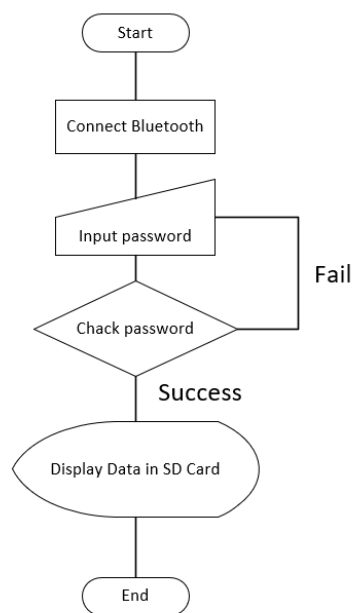 Start
Connect Bluetooth
Input password
Fail
Chack password
Success
Display Data in SD Card
End